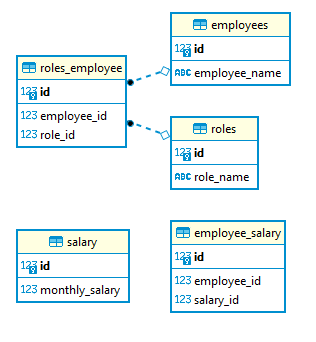 employees
123 id
ABC employee_name
roles_employee
123 id
123 employee_id
123 role_id
roles
123 id
ABC role_name
salary
123 id
123 monthly_salary
employee_salary
123 id
123 employee_id
123 salary_id